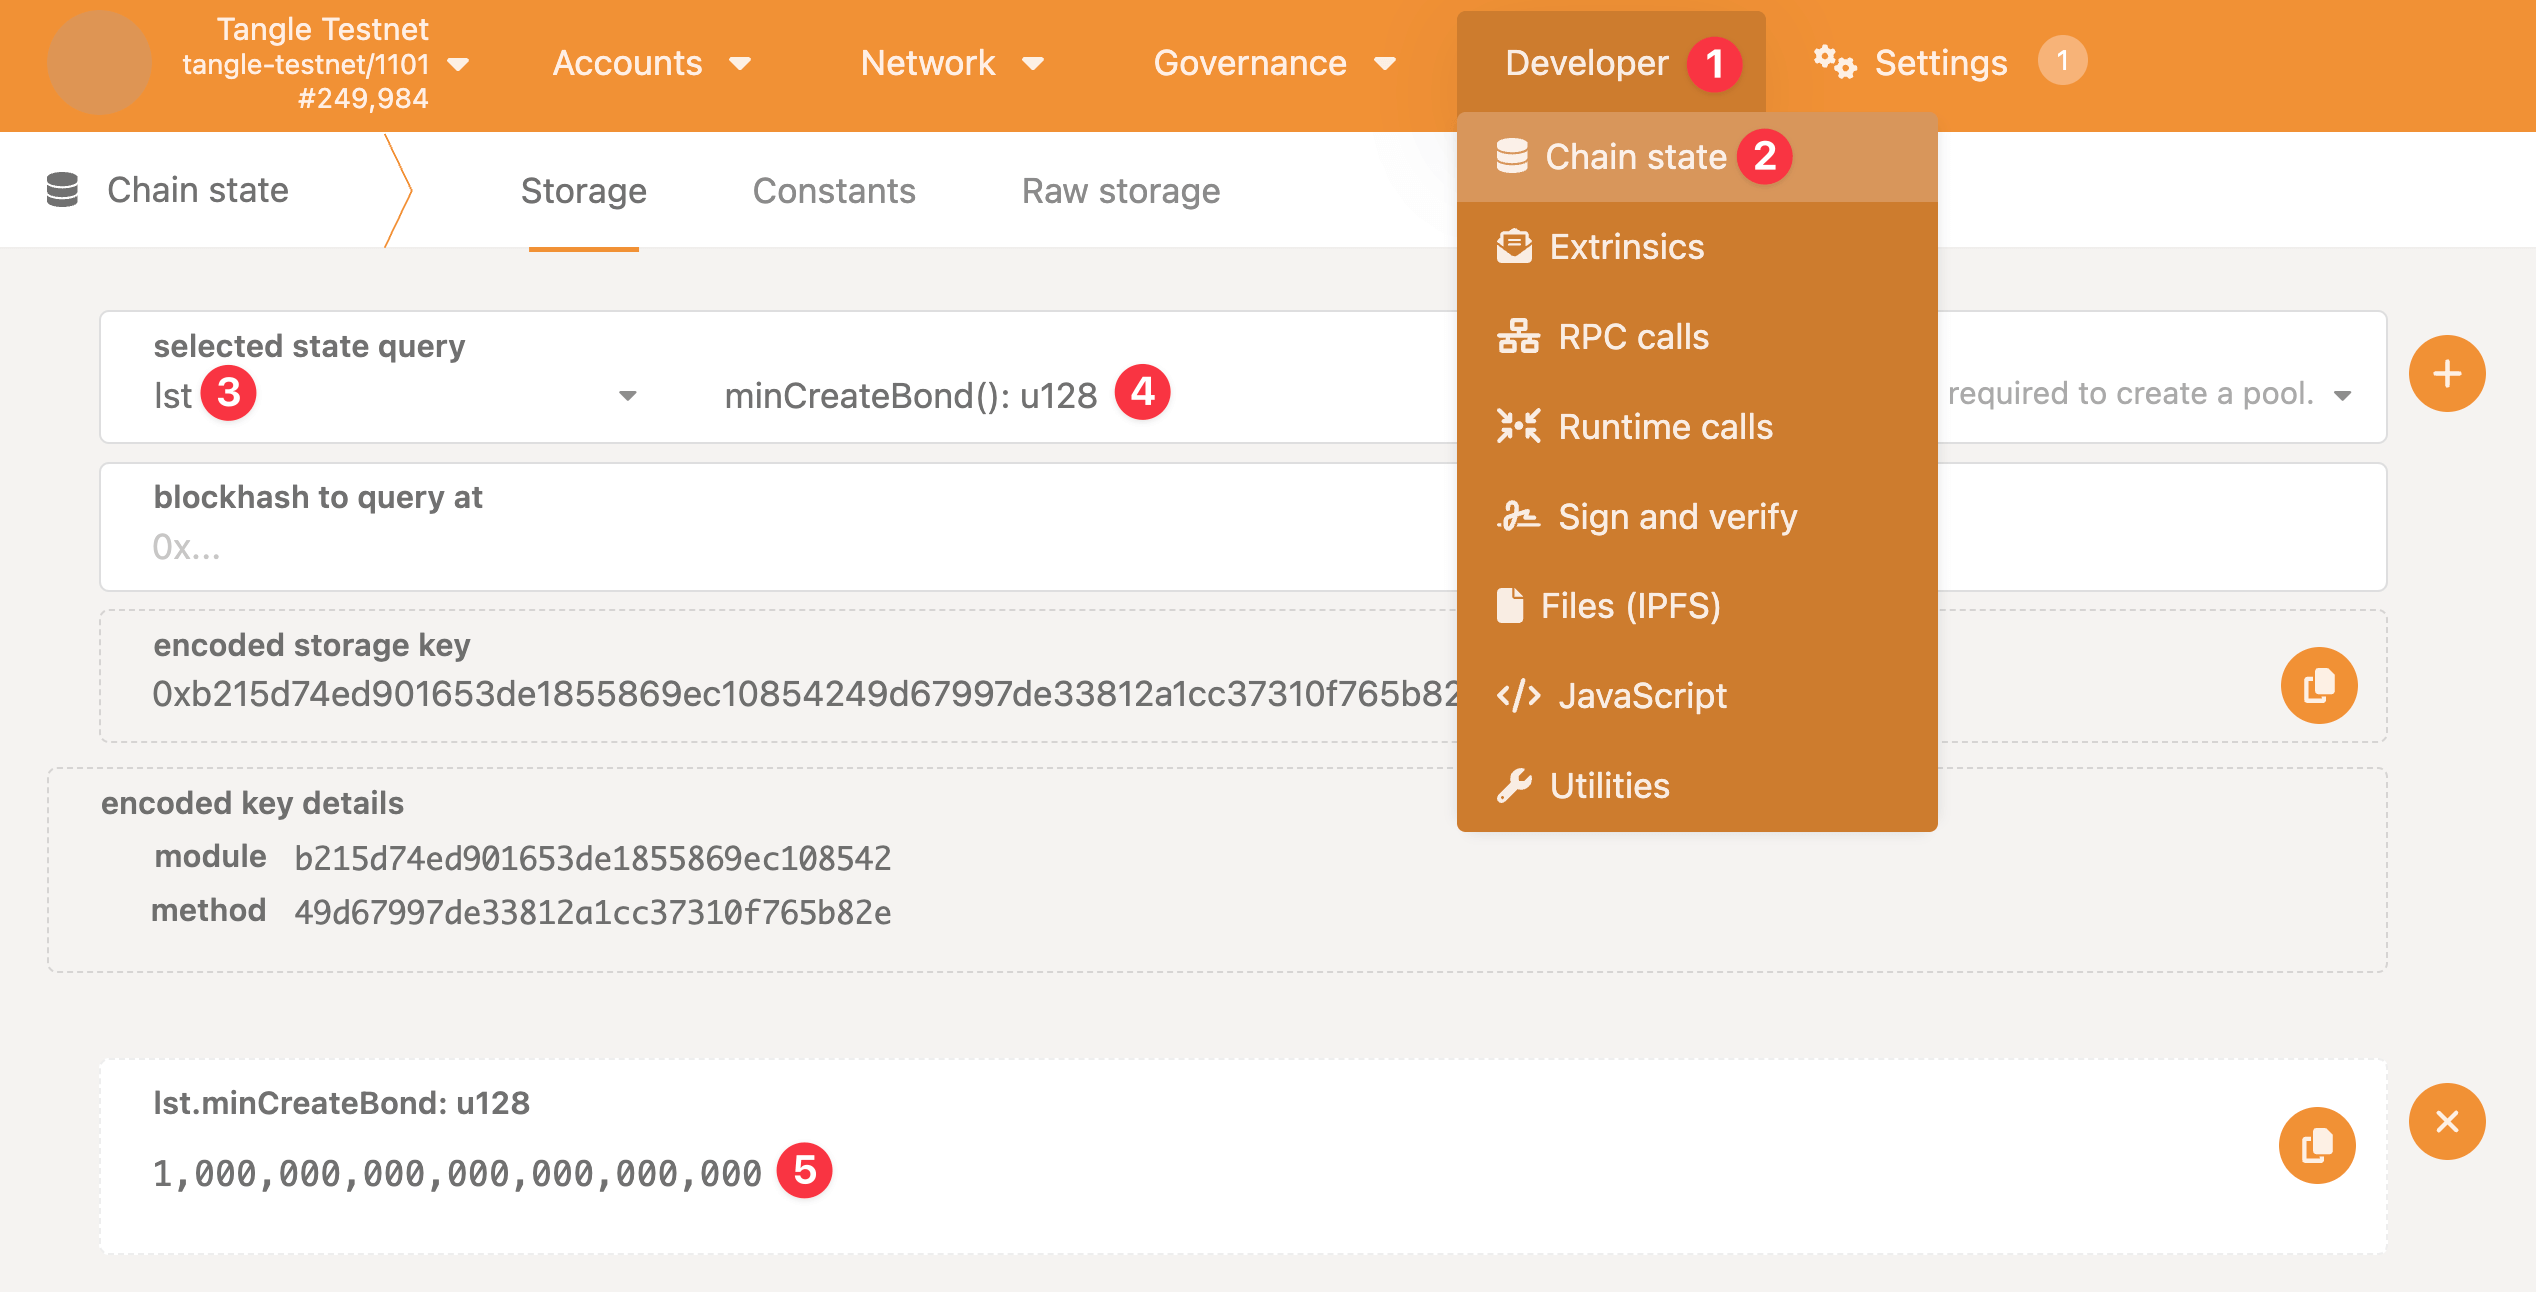 Tangle Testnet
tangle-testnet/1101
#249,984
Accounts
Network
Governance
Developer 1
Settings 1
Chain state
Storage
Constants
Raw storage
Chain state 2
Extrinsics
RPC calls
Runtime calls
Sign and verify
Files (IPFS)
JavaScript
Utilities
selected state query
lst 3
minCreateBond(): u128 4
required to create a pool.
blockhash to query at
0x...
encoded storage key
0xb215d74ed901653de1855869ec10854249d67997de33812a1cc37310f765b82
encoded key details
module b215d74ed901653de1855869ec108542
method 49d67997de33812a1cc37310f765b82e
lst.minCreateBond: u128
1,000,000,000,000,000,000 5